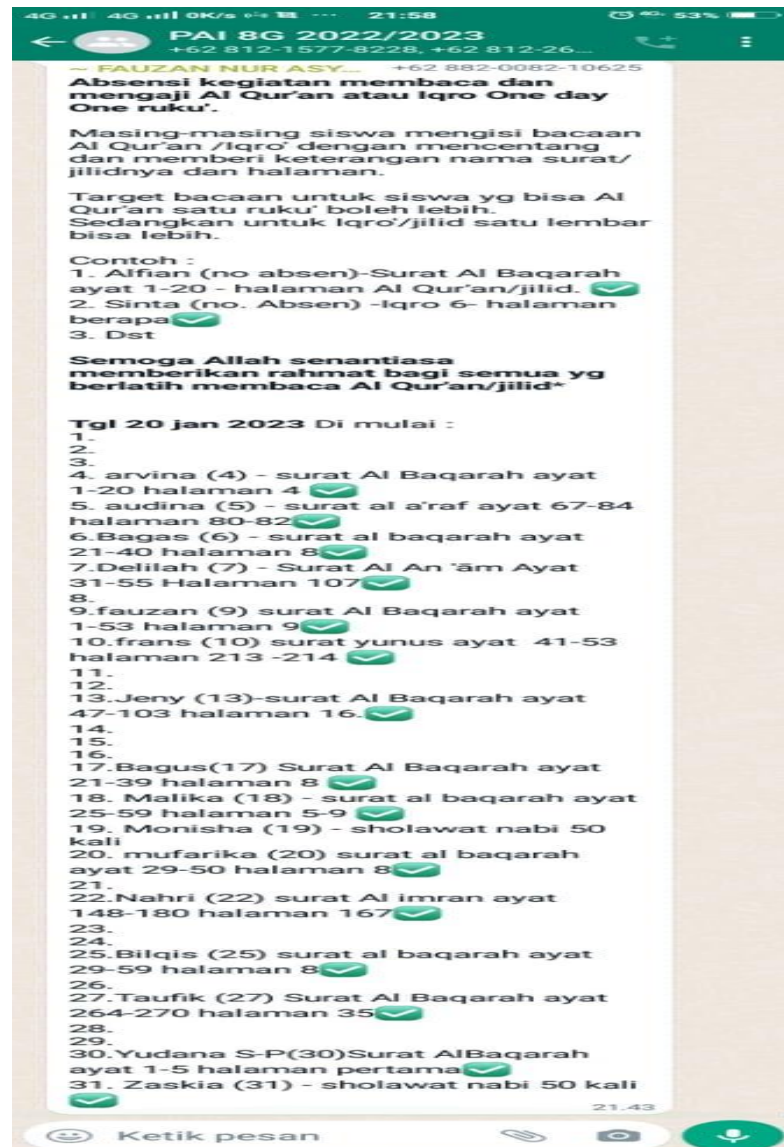 4G 4G 0K/s ··· 21:58 4G 53%
PAI 8G 2022/2023
+62 812-1577-8228, +62 812-26...
~ FAUZAN NUR ASY... +62 882-0082-10625
Absensi kegiatan membaca dan
mengaji Al Qur'an atau Iqro One day
One ruku'.
Masing-masing siswa mengisi bacaan
Al Qur'an /Iqro' dengan mencentang
dan memberi keterangan nama surat/
jilidnya dan halaman.
Target bacaan untuk siswa yg bisa Al
Qur'an satu ruku' boleh lebih.
Sedangkan untuk Iqro'/jilid satu lembar
bisa lebih.
Contoh :
1. Alfian (no absen)-Surat Al Baqarah
ayat 1-20 - halaman Al Qur'an/jilid. ✅
2. Sinta (no. Absen) -Iqro 6- halaman
berapa✅
3. Dst
Semoga Allah senantiasa
memberikan rahmat bagi semua yg
berlatih membaca Al Qur'an/jilid*
Tgl 20 jan 2023 Di mulai :
1.
2.
3.
4. arvina (4) - surat Al Baqarah ayat
1-20 halaman 4 ✅
5. audina (5) - surat al a'raf ayat 67-84
halaman 80-82✅
6.Bagas (6) - surat al baqarah ayat
21-40 halaman 8✅
7.Delilah (7) - Surat Al An 'ām Ayat
31-55 Halaman 107✅
8.
9.fauzan (9) surat Al Baqarah ayat
1-53 halaman 9✅
10.frans (10) surat yunus ayat 41-53
halaman 213 -214 ✅
11.
12.
13.Jeny (13)-surat Al Baqarah ayat
47-103 halaman 16.✅
14.
15.
16.
17.Bagus(17) Surat Al Baqarah ayat
21-39 halaman 8 ✅
18. Malika (18) - surat al baqarah ayat
25-59 halaman 5-9 ✅
19. Monisha (19) - sholawat nabi 50
kali
20. mufarika (20) surat al baqarah
ayat 29-50 halaman 8✅
21.
22.Nahri (22) surat Al imran ayat
148-180 halaman 167✅
23.
24.
25.Bilqis (25) surat al baqarah ayat
29-59 halaman 8✅
26.
27.Taufik (27) Surat Al Baqarah ayat
264-270 halaman 35✅
28.
29.
30.Yudana S-P(30)Surat AlBaqarah
ayat 1-5 halaman pertama✅
31. Zaskia (31) - sholawat nabi 50 kali
✅
21.43
Ketik pesan